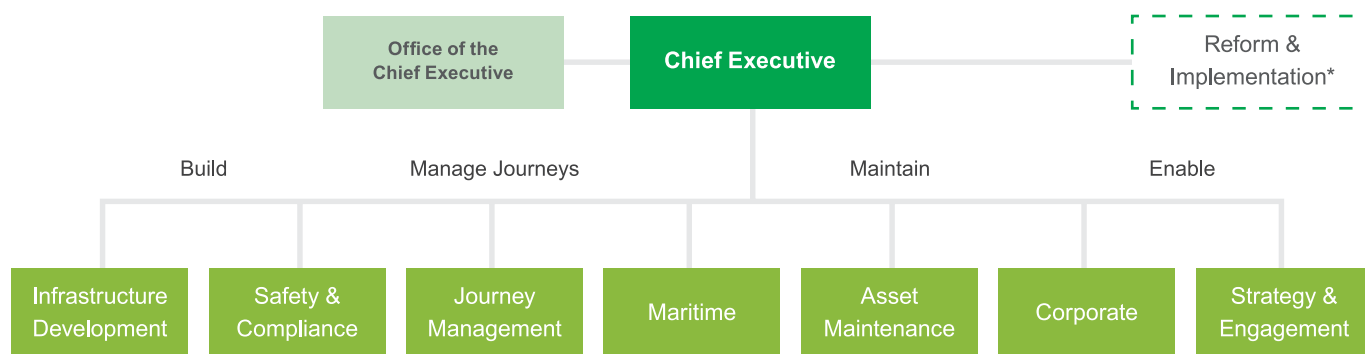 Office of the
Chief Executive
Chief Executive
Reform &
Implementation*
Build
Manage Journeys
Maintain
Enable
Infrastructure
Development
Safety &
Compliance
Journey
Management
Maritime
Asset
Maintenance
Corporate
Strategy &
Engagement